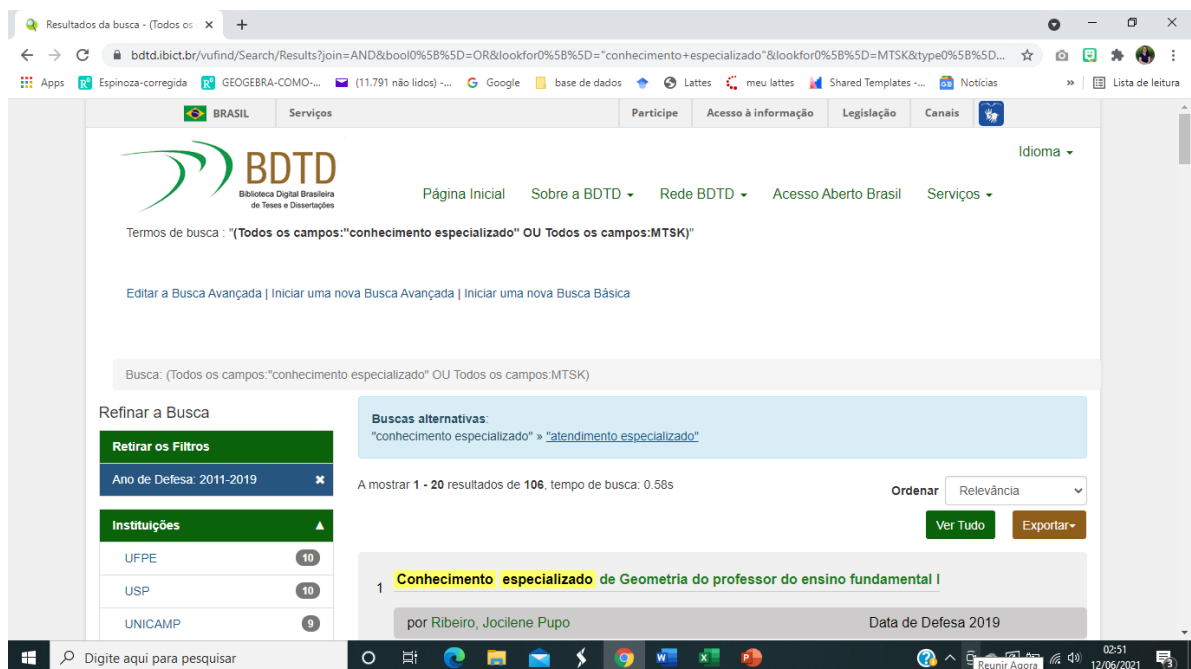 Resultados da busca - (Todos os
bdtd.ibict.br/vufind/Search/Results?join=AND&bool0%5B%5D=OR&lookfor0%5B%5D="conhecimento+especializado"&lookfor0%5B%5D=MTSK&type0%5B%5D...
Apps Espinoza-corregida GEOGEBRA-COMO-... (11.791 não lidos) -... Google base de dados Lattes meu lattes Shared Templates -... Notícias » Lista de leitura
BRASIL Serviços Participe Acesso à informação Legislação Canais
Idioma
BDTD
Biblioteca Digital Brasileira
de Teses e Dissertações
Página Inicial Sobre a BDTD Rede BDTD Acesso Aberto Brasil Serviços
Termos de busca : "(Todos os campos:"conhecimento especializado" OU Todos os campos:MTSK)"
Editar a Busca Avançada | Iniciar uma nova Busca Avançada | Iniciar uma nova Busca Básica
Busca: (Todos os campos:"conhecimento especializado" OU Todos os campos:MTSK)
Refinar a Busca
Retirar os Filtros
Ano de Defesa: 2011-2019
Instituições
UFPE 10
USP 10
UNICAMP 9
Buscas alternativas:
"conhecimento especializado" » "atendimento especializado"
A mostrar 1 - 20 resultados de 106, tempo de busca: 0.58s
Ordenar Relevância
Ver Tudo Exportar
1 Conhecimento especializado de Geometria do professor do ensino fundamental I
por Ribeiro, Jocilene Pupo Data de Defesa 2019
Digite aqui para pesquisar
Reunir Agora
02:51
12/06/2021